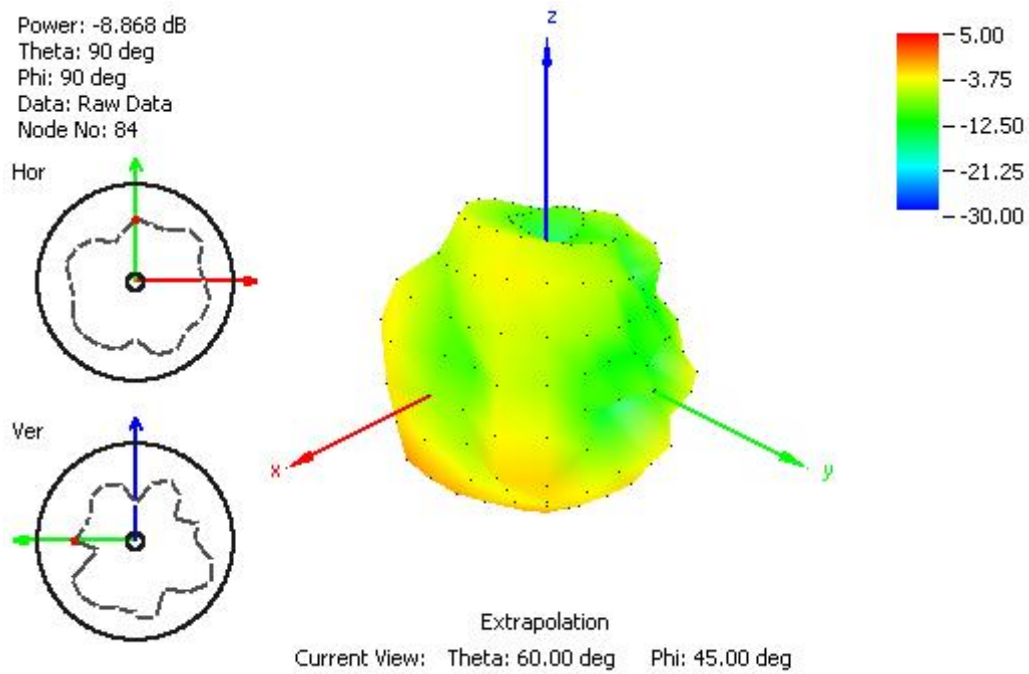 Power: -8.868 dB
Theta: 90 deg
Phi: 90 deg
Data: Raw Data
Node No: 84
Hor
Ver
z
x
y
5.00
-3.75
-12.50
-21.25
-30.00
Extrapolation
Current View: Theta: 60.00 deg Phi: 45.00 deg